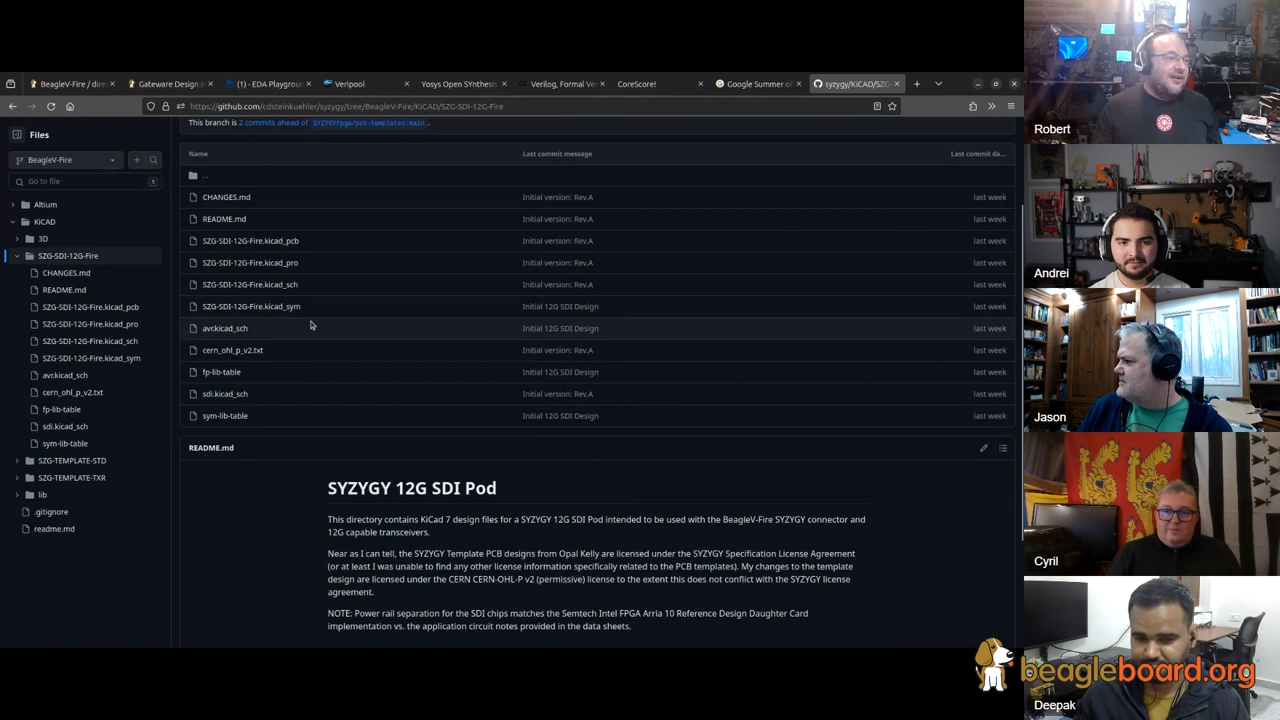 BeagleV-Fire / direc
Gateware Design In
(1) - EDA Playgroun
Veripool
Yosys Open SYnthesis
Verilog, Formal Ver
CoreScore!
Google Summer of
syzygy/KiCAD/SZG-
https://github.com/cdsteinkuehler/syzygy/tree/BeagleV-Fire/KiCAD/SZG-SDI-12G-Fire
Files
BeagleV-Fire
Go to file
t
Altium
KiCAD
3D
SZG-SDI-12G-Fire
CHANGES.md
README.md
SZG-SDI-12G-Fire.kicad_pcb
SZG-SDI-12G-Fire.kicad_pro
SZG-SDI-12G-Fire.kicad_sch
SZG-SDI-12G-Fire.kicad_sym
avr.kicad_sch
cern_ohl_p_v2.txt
fp-lib-table
sdi.kicad_sch
sym-lib-table
SZG-TEMPLATE-STD
SZG-TEMPLATE-TXR
lib
.gitignore
readme.md
This branch is 2 commits ahead of SYZYGYfpga/pcb-templates:main .
Name Last commit message Last commit da...
..
CHANGES.md Initial version: Rev.A last week
README.md Initial version: Rev.A last week
SZG-SDI-12G-Fire.kicad_pcb Initial version: Rev.A last week
SZG-SDI-12G-Fire.kicad_pro Initial version: Rev.A last week
SZG-SDI-12G-Fire.kicad_sch Initial version: Rev.A last week
SZG-SDI-12G-Fire.kicad_sym Initial 12G SDI Design last week
avr.kicad_sch Initial 12G SDI Design last week
cern_ohl_p_v2.txt Initial version: Rev.A last week
fp-lib-table Initial 12G SDI Design last week
sdi.kicad_sch Initial version: Rev.A last week
sym-lib-table Initial 12G SDI Design last week
README.md
SYZYGY 12G SDI Pod
This directory contains KiCad 7 design files for a SYZYGY 12G SDI Pod intended to be used with the BeagleV-Fire SYZYGY connector and
12G capable transceivers.
Near as I can tell, the SYZYGY Template PCB designs from Opal Kelly are licensed under the SYZYGY Specification License Agreement
(or at least I was unable to find any other license information specifically related to the PCB templates). My changes to the template
design are licensed under the CERN CERN-OHL-P v2 (permissive) license to the extent this does not conflict with the SYZYGY license
agreement.
NOTE: Power rail separation for the SDI chips matches the Semtech Intel FPGA Arria 10 Reference Design Daughter Card
implementation vs. the application circuit notes provided in the data sheets.
Robert
Andrei
Jason
Cyril
Deepak
beagleboard.org